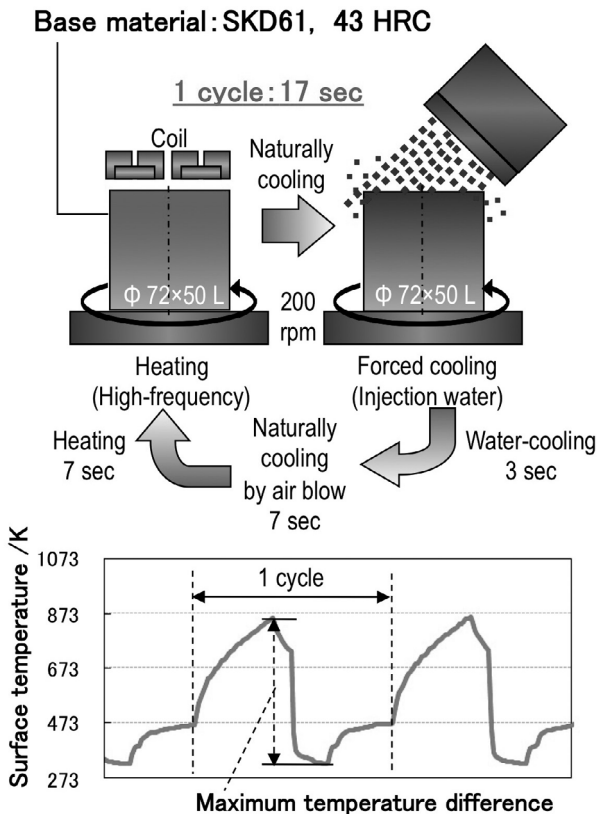 Base material:SKD61, 43 HRC
1 cycle:17 sec
Coil
Naturally
cooling
Φ 72×50 L
200
rpm
Φ 72×50 L
Heating
(High-frequency)
Forced cooling
(Injection water)
Heating
7 sec
Naturally
cooling
by air blow
7 sec
Water-cooling
3 sec
Surface temperature /K
1073
873
673
473
273
1 cycle
Maximum temperature difference